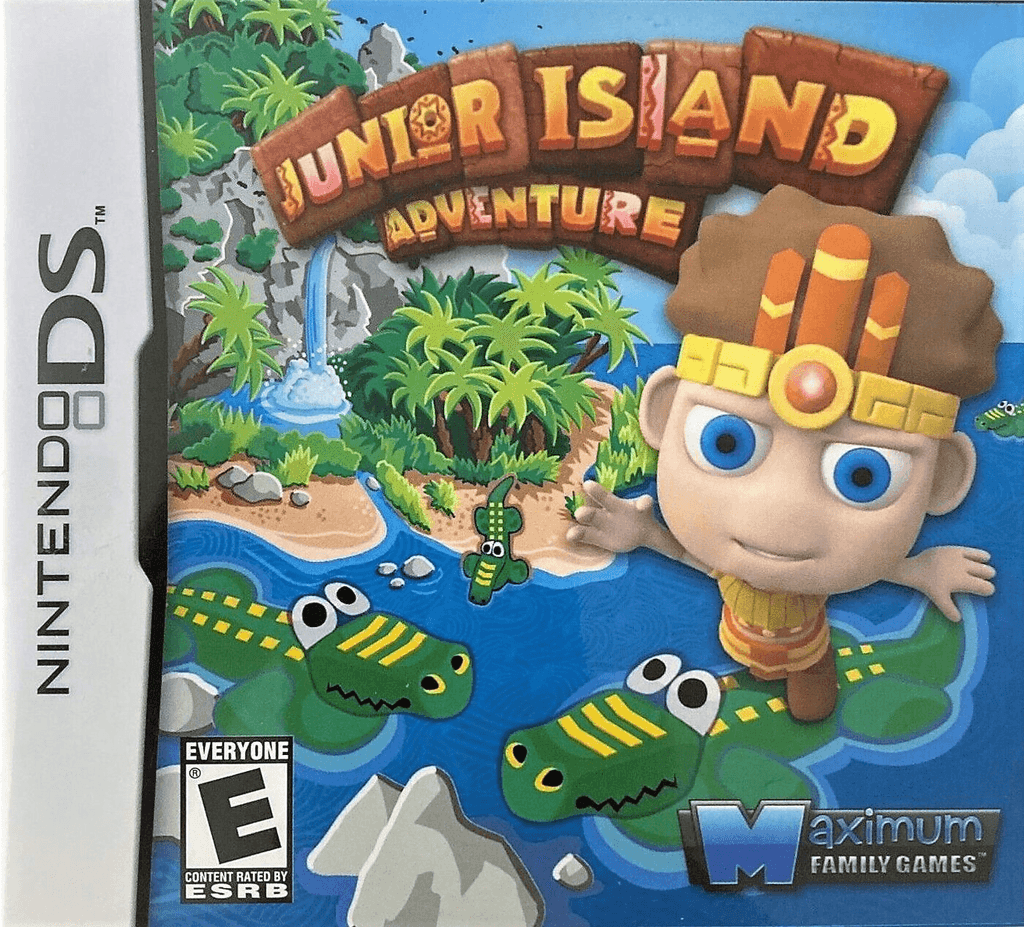 NINTENDO DS™
JUNIOR ISLAND
ADVENTURE
EVERYONE
®
E
CONTENT RATED BY
ESRB
Maximum
FAMILY GAMES™